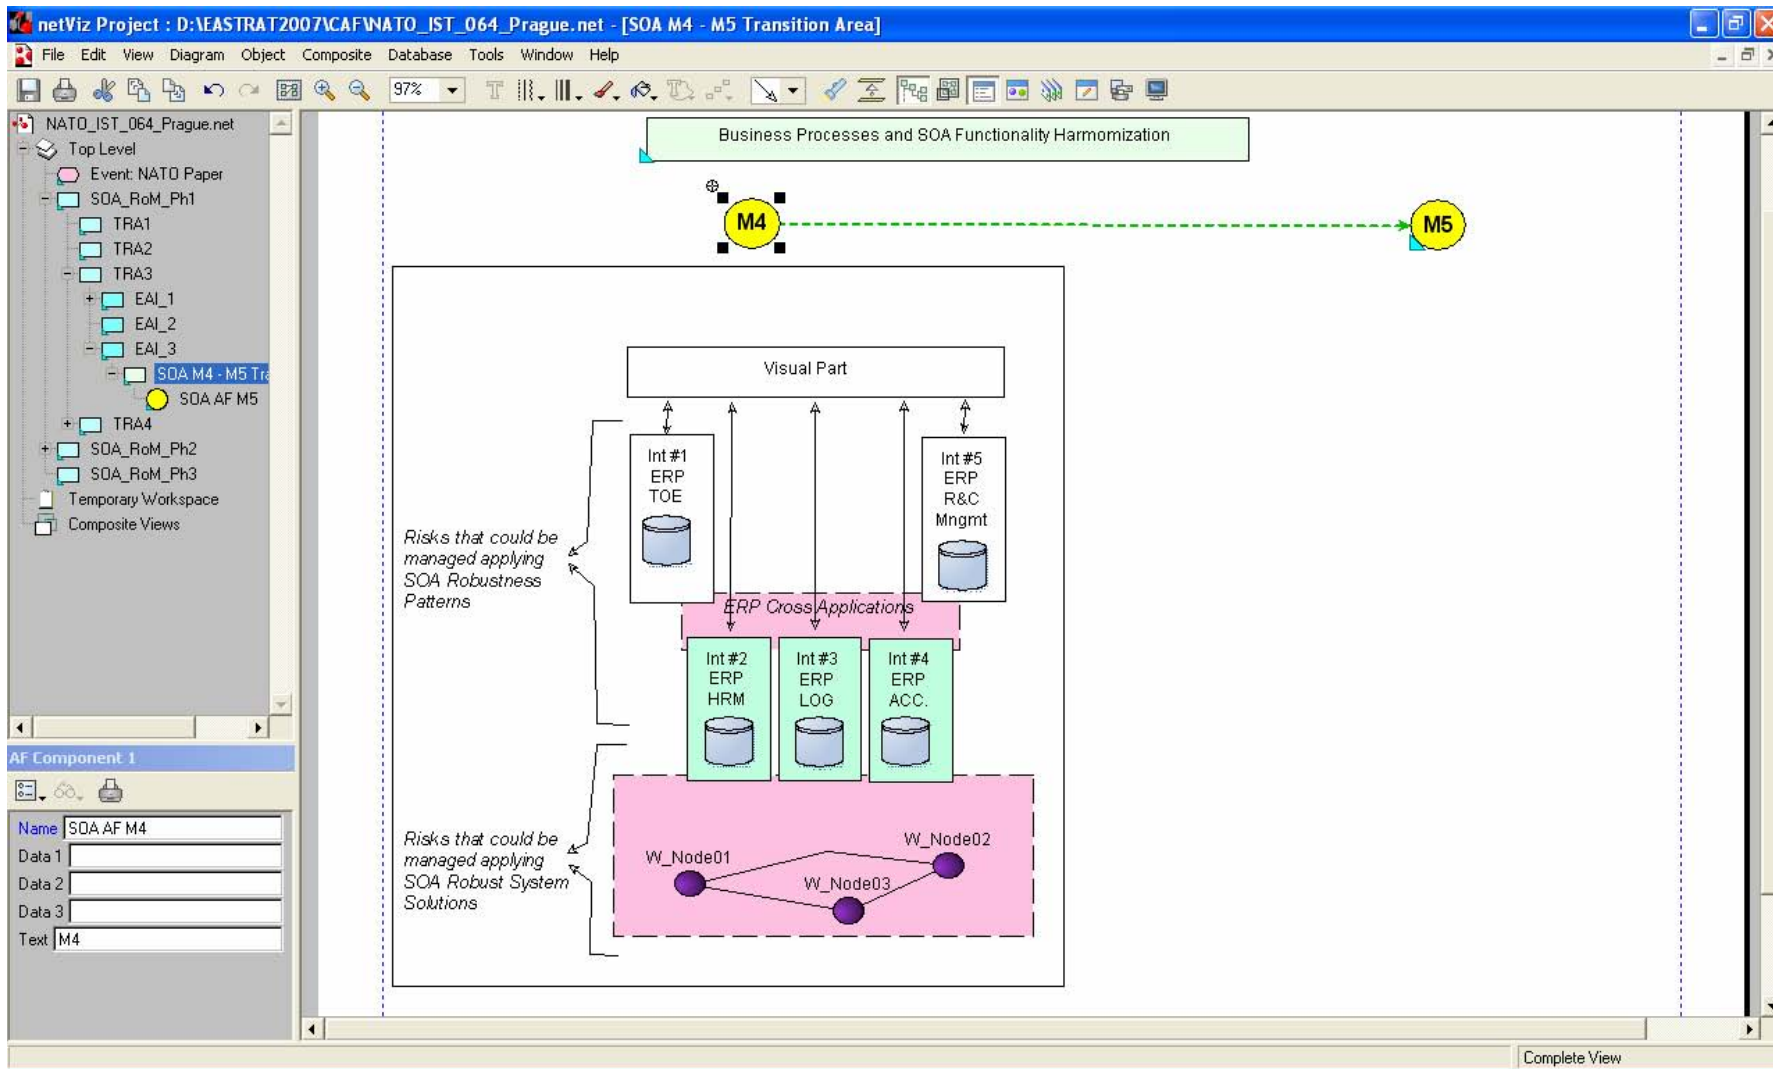 netViz Project : D:\EASTRAT2007\CAF\NATO_IST_064_Prague.net - [SOA M4 - M5 Transition Area]
File Edit View Diagram Object Composite Database Tools Window Help
97%
NATO_IST_064_Prague.net
Top Level
Event: NATO Paper
SOA_RoM_Ph1
TRA1
TRA2
TRA3
EAI_1
EAI_2
EAI_3
SOA M4 - M5 Tra
SOA AF M5
TRA4
SOA_RoM_Ph2
SOA_RoM_Ph3
Temporary Workspace
Composite Views
AF Component 1
Name SOA AF M4
Data 1
Data 2
Data 3
Text M4
Business Processes and SOA Functionality Harmomization
M4
M5
Visual Part
Int #1
ERP
TOE
Int #5
ERP
R&C
Mngmt
Risks that could be
managed applying
SOA Robustness
Patterns
ERP Cross Applications
Int #2
ERP
HRM
Int #3
ERP
LOG
Int #4
ERP
ACC.
Risks that could be
managed applying
SOA Robust System
Solutions
W_Node01
W_Node02
W_Node03
Complete View